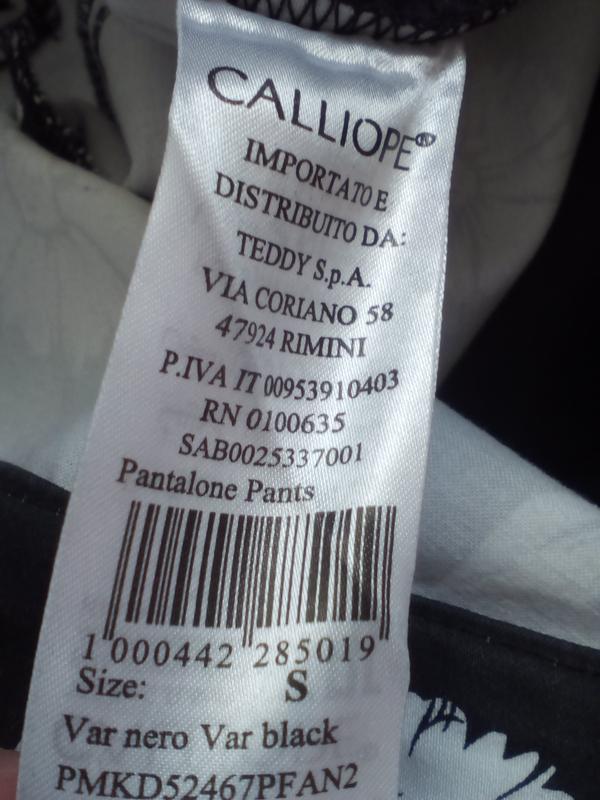 CALLIOPE®
IMPORTATO E
DISTRIBUITO DA:
TEDDY S.p.A.
VIA CORIANO 58
47924 RIMINI
P.IVA IT 00953910403
RN 0100635
SAB0025337001
Pantalone Pants
1 000442 285019
Size: S
Var nero Var black
PMKD52467PFAN2